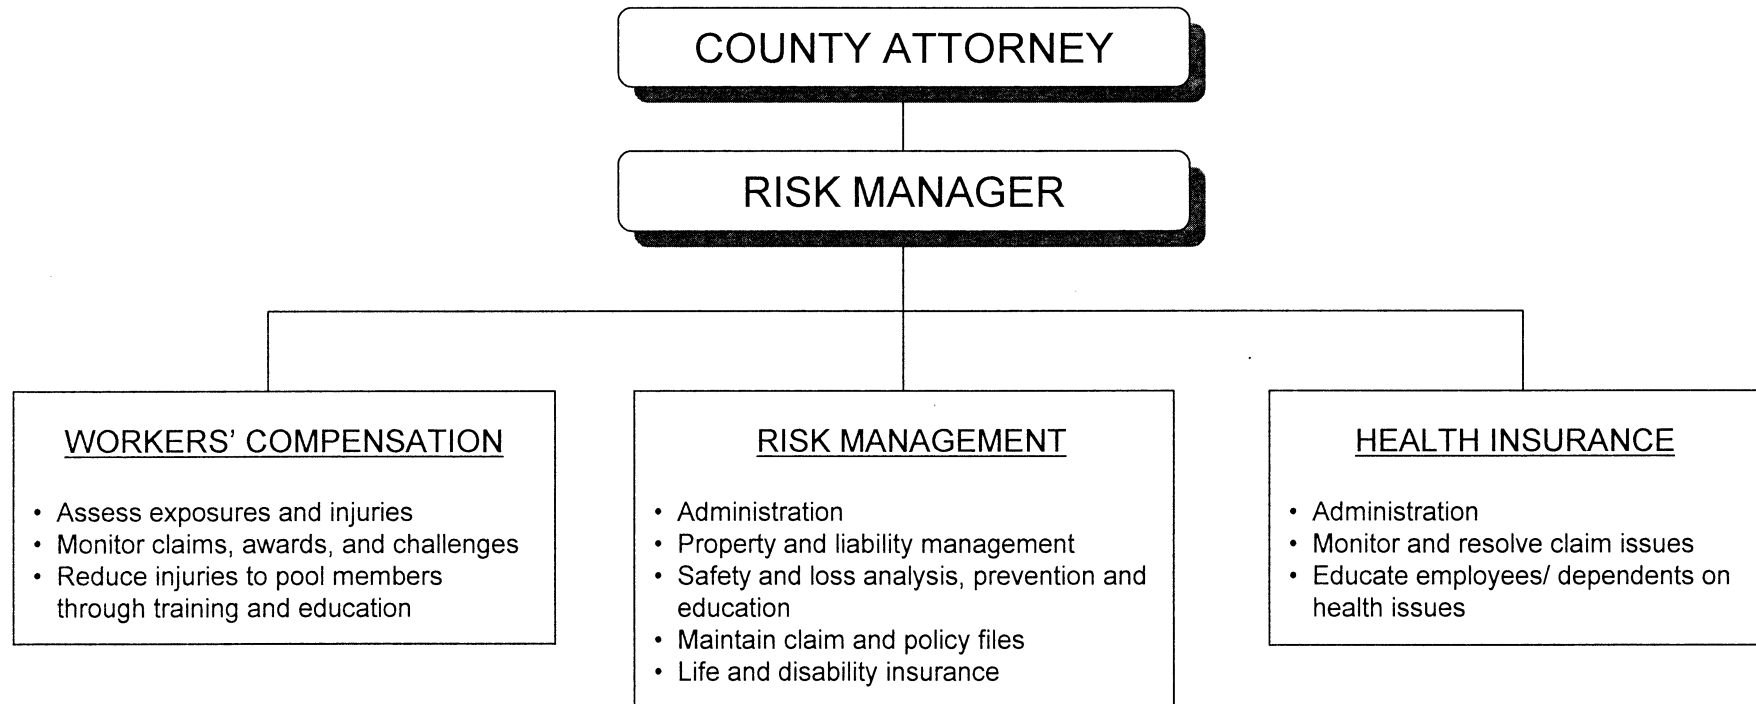 COUNTY ATTORNEY
RISK MANAGER
WORKERS’ COMPENSATION
• Assess exposures and injuries
• Monitor claims, awards, and challenges
• Reduce injuries to pool members
through training and education
RISK MANAGEMENT
• Administration
• Property and liability management
• Safety and loss analysis, prevention and
education
• Maintain claim and policy files
• Life and disability insurance
HEALTH INSURANCE
• Administration
• Monitor and resolve claim issues
• Educate employees/ dependents on
health issues